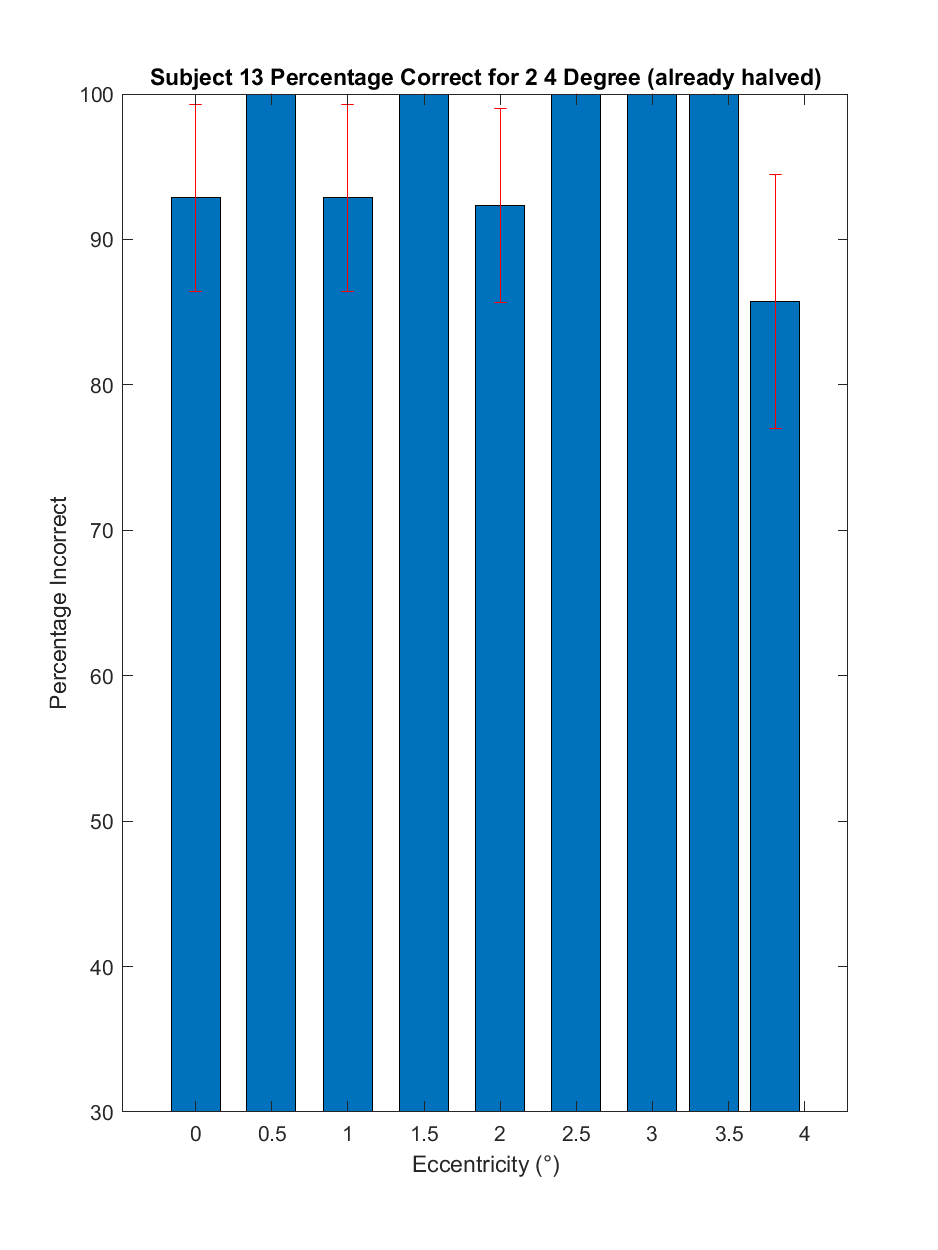 Subject 13 Percentage Correct for 2 4 Degree (already halved)
100
90
80
70
60
50
40
30
Percentage Incorrect
0 0.5 1 1.5 2 2.5 3 3.5 4
Eccentricity (°)